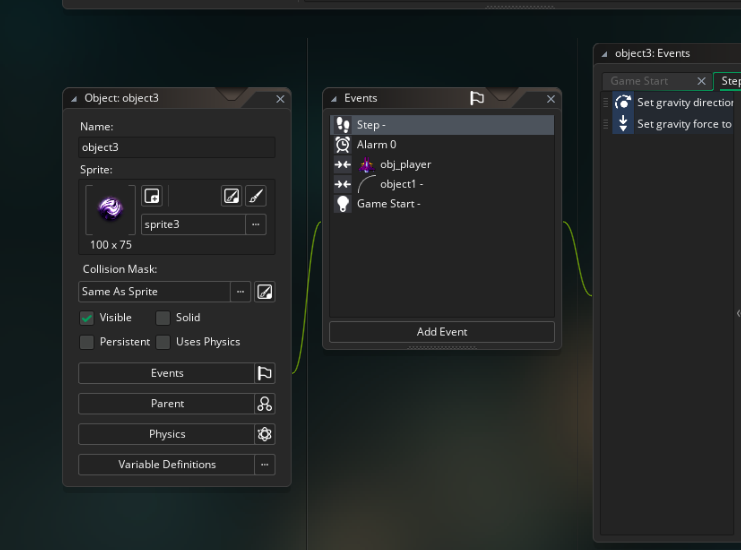 Object: object3
Name:
object3
Sprite:
sprite3
100 x 75
Collision Mask:
Same As Sprite
Visible
Solid
Persistent
Uses Physics
Events
Parent
Physics
Variable Definitions
Events
Step -
Alarm 0
obj_player
object1 -
Game Start -
Add Event
object3: Events
Game Start
Step
Set gravity direction
Set gravity force to